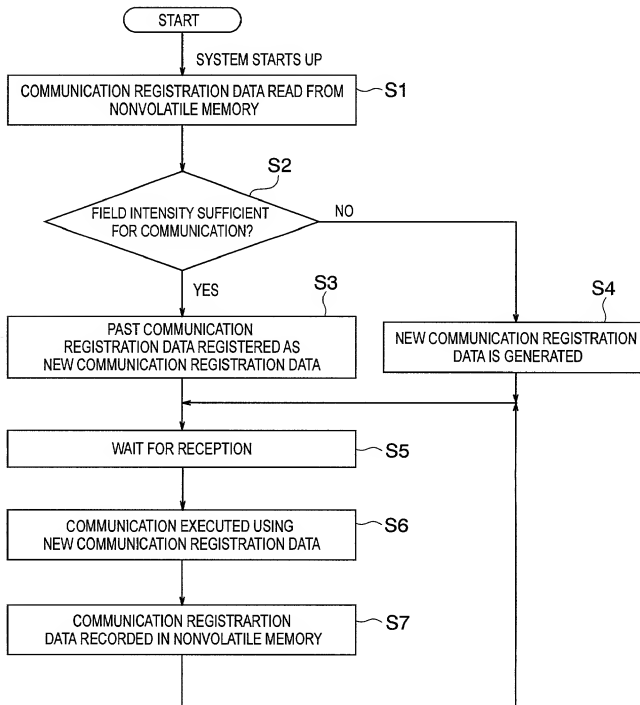 START
SYSTEM STARTS UP
COMMUNICATION REGISTRATION DATA READ FROM
NONVOLATILE MEMORY
S1
S2
FIELD INTENSITY SUFFICIENT
FOR COMMUNICATION?
NO
YES
S3
PAST COMMUNICATION
REGISTRATION DATA REGISTERED AS
NEW COMMUNICATION REGISTRATION DATA
S4
NEW COMMUNICATION REGISTRATION
DATA IS GENERATED
WAIT FOR RECEPTION
S5
COMMUNICATION EXECUTED USING
NEW COMMUNICATION REGISTRATION DATA
S6
COMMUNICATION REGISTRARTION
DATA RECORDED IN NONVOLATILE MEMORY
S7